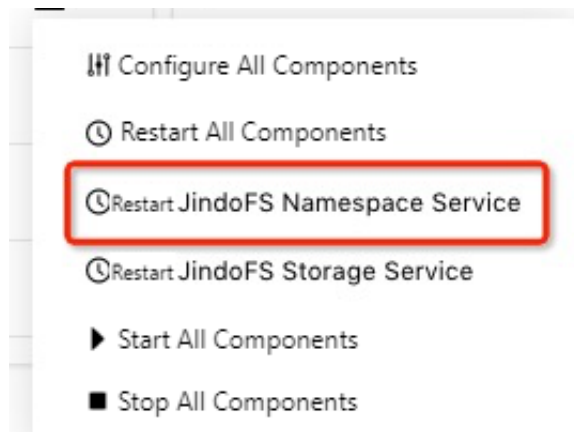 Configure All Components
Restart All Components
Restart JindoFS Namespace Service
Restart JindoFS Storage Service
Start All Components
Stop All Components